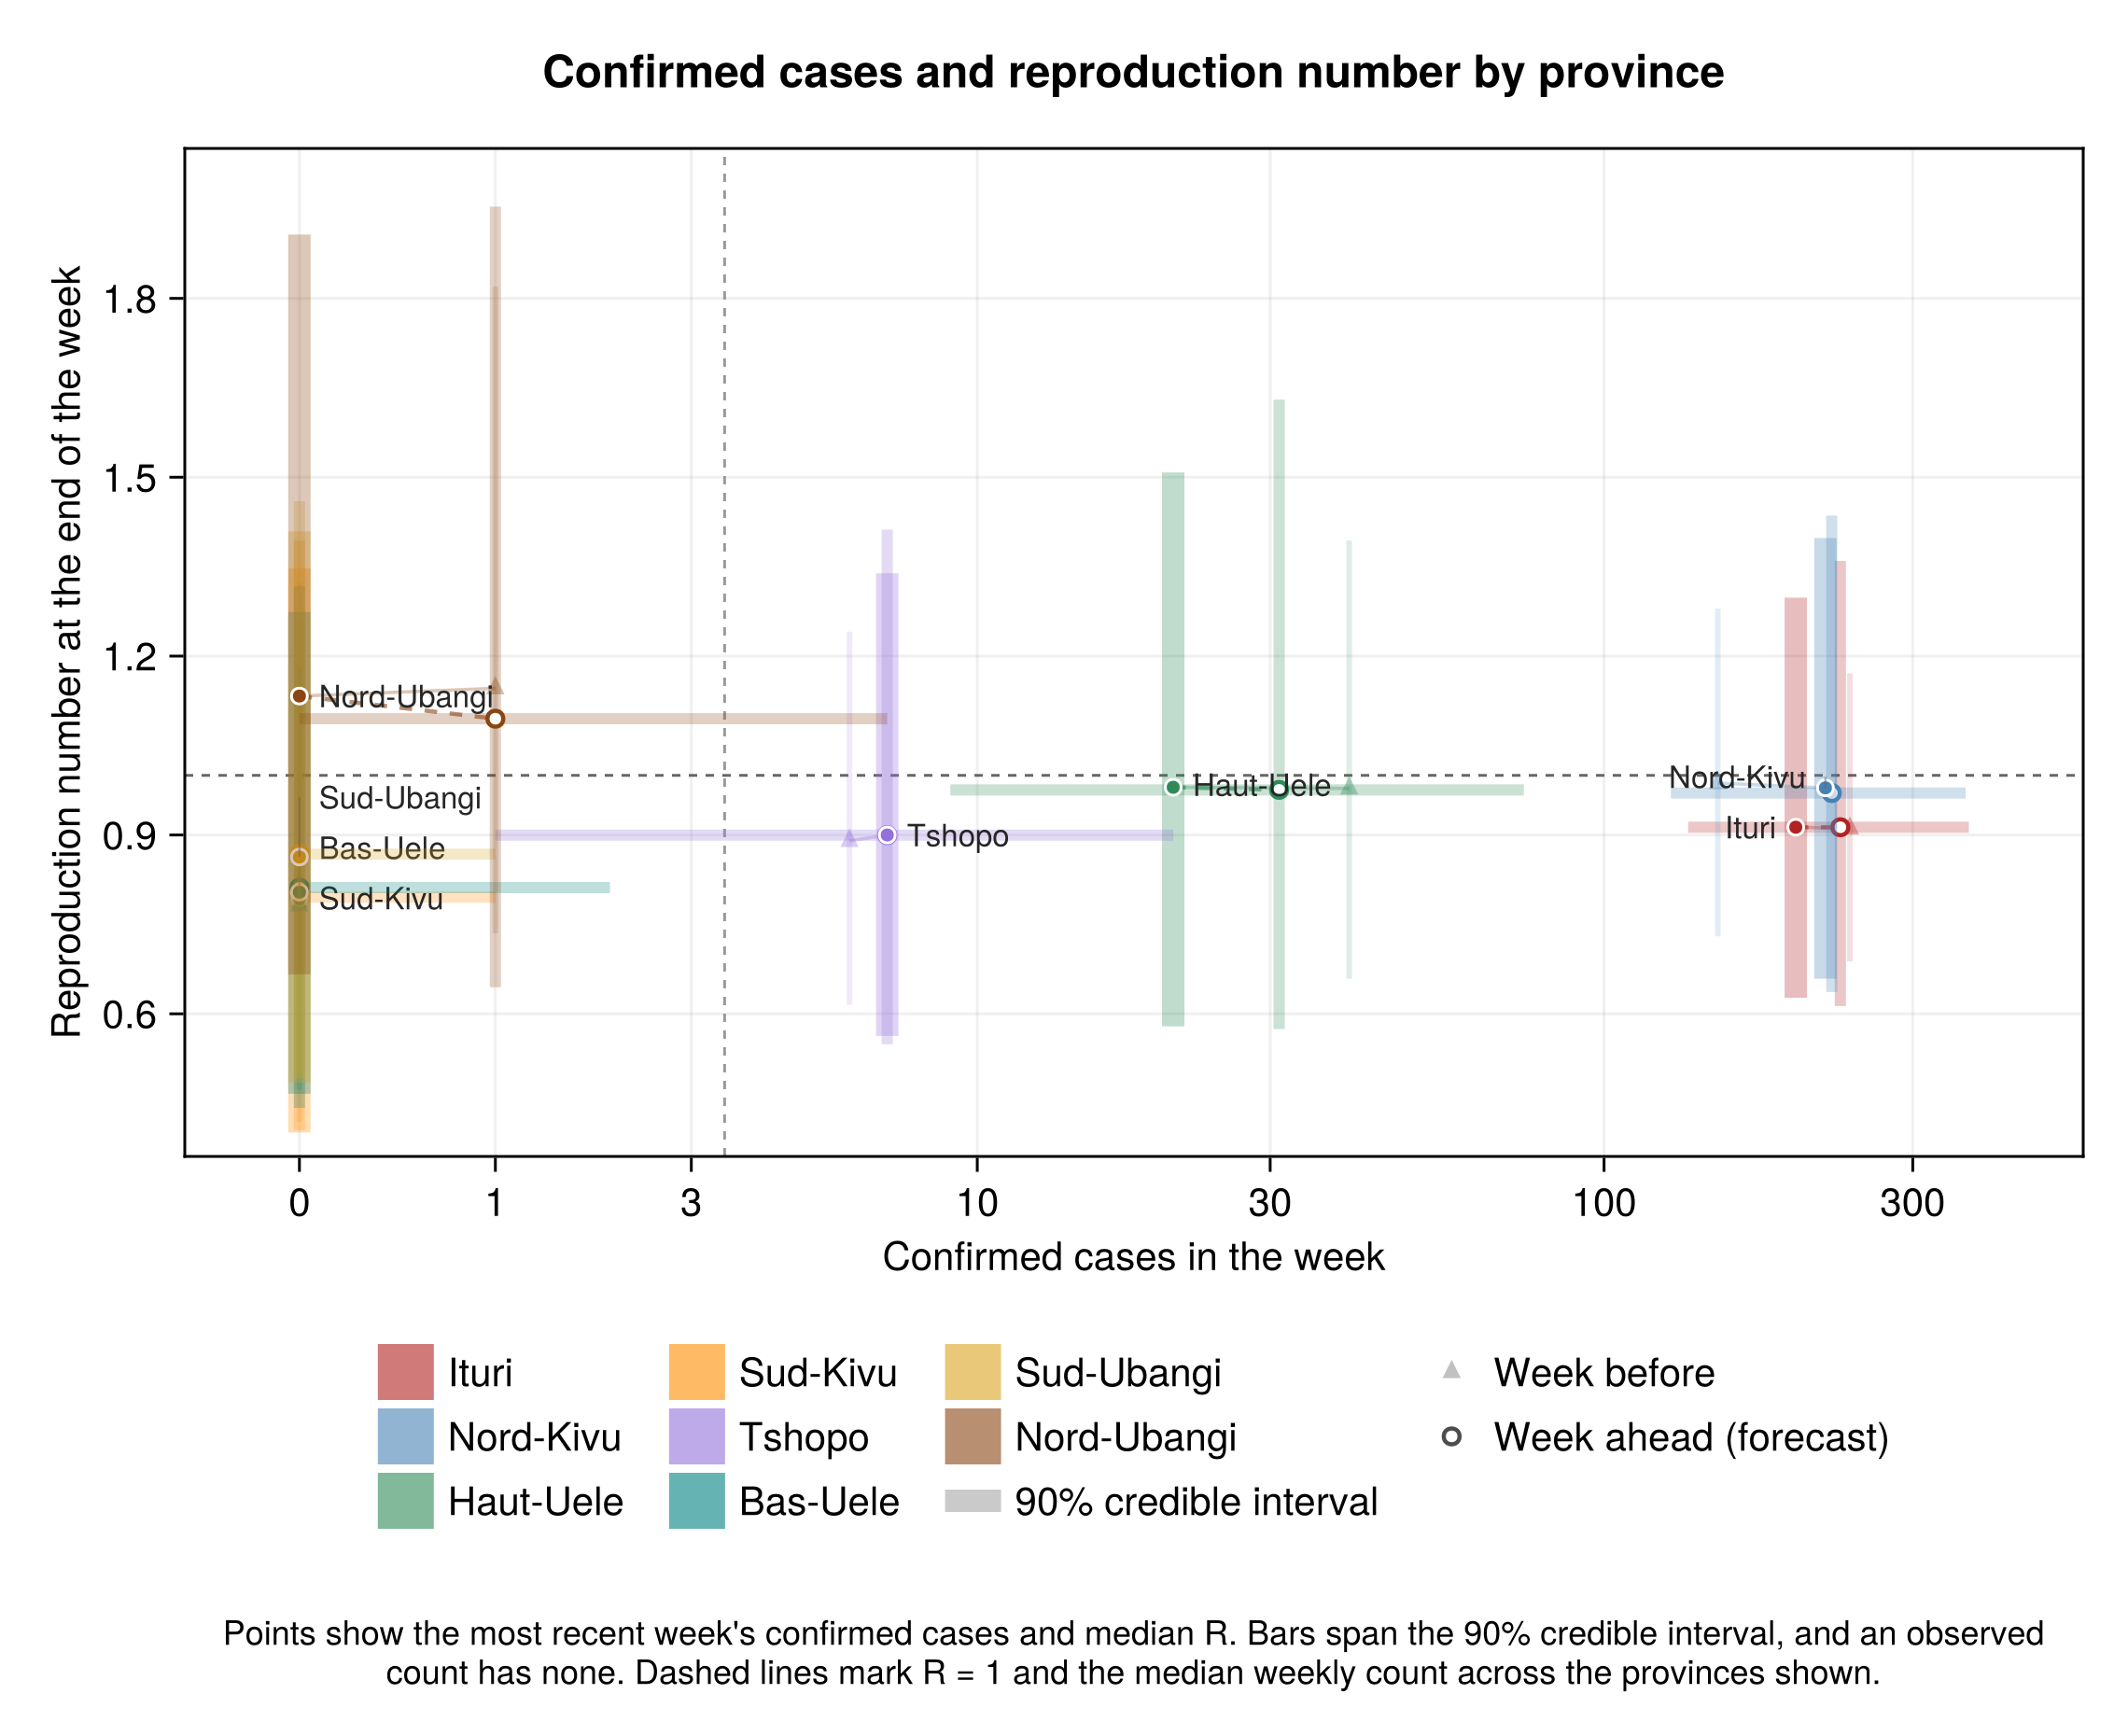 Confirmed cases and reproduction number by province
Reproduction number at the end of the week
1.8
1.5
1.2
0.9
0.6
Nord-Ubangi
Sud-Ubangi
Bas-Uele
Sud-Kivu
Tshopo
Haut-Uele
Nord-Kivu
Ituri
0 1 3 10 30 100 300
Confirmed cases in the week
Ituri Sud-Kivu Sud-Ubangi Week before
Nord-Kivu Tshopo Nord-Ubangi Week ahead (forecast)
Haut-Uele Bas-Uele 90% credible interval
Points show the most recent week's confirmed cases and median R. Bars span the 90% credible interval, and an observed
count has none. Dashed lines mark R = 1 and the median weekly count across the provinces shown.